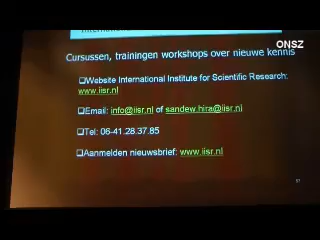 ONSZ
Cursussen, trainingen workshops over nieuwe kennis
❑Website International Institute for Scientific Research:
www.iisr.nl
❑Email: info@iisr.nl of sandew.hira@iisr.nl
❑Tel: 06-41.28.37.85
❑Aanmelden nieuwsbrief: www.iisr.nl